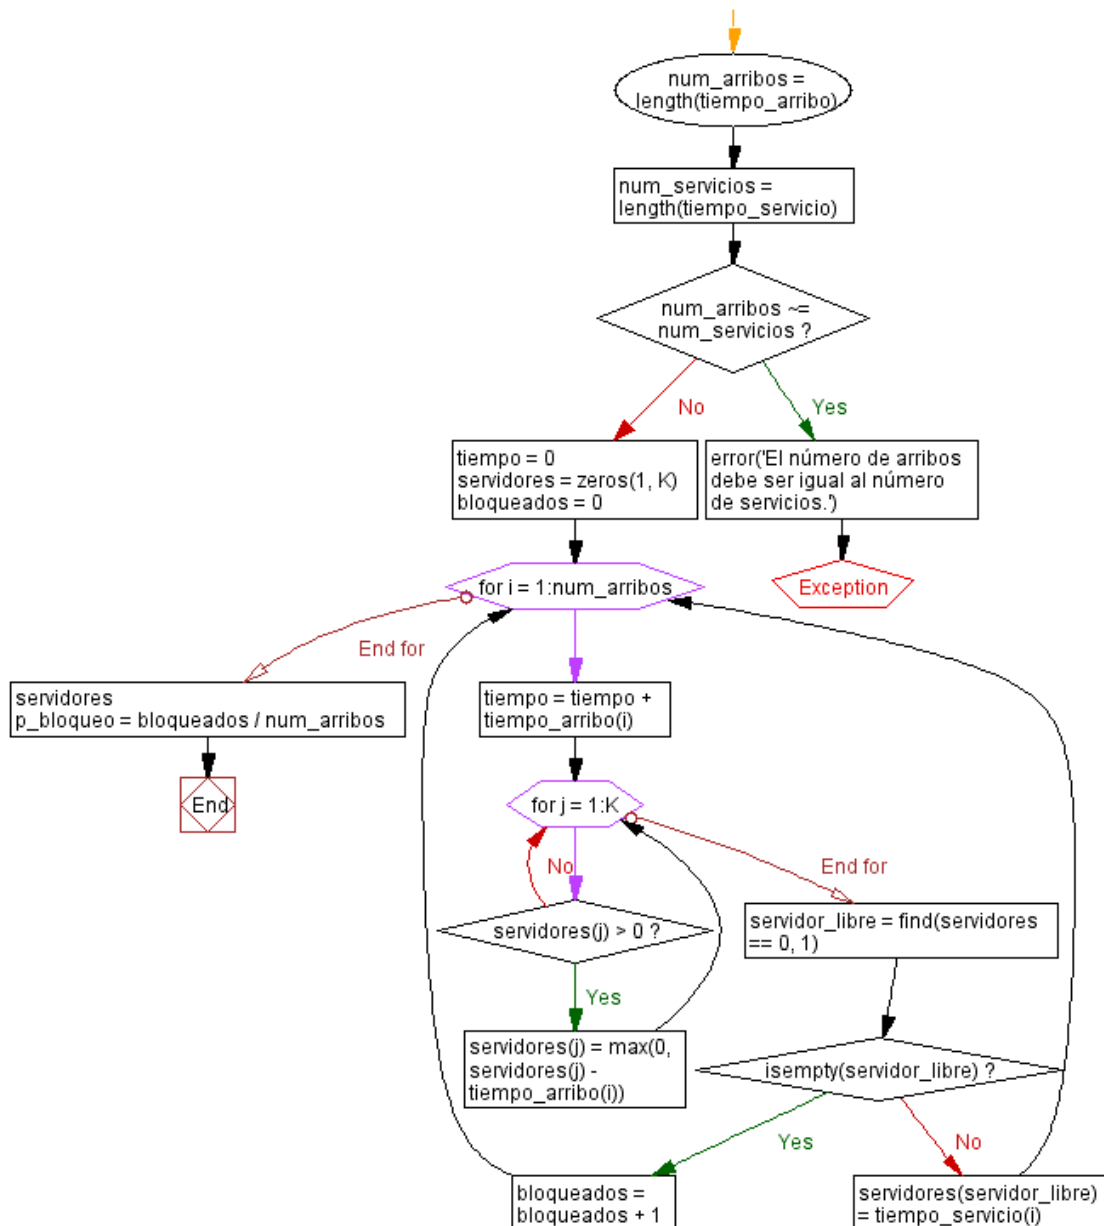 num_arribos =
length(tiempo_arribo)
num_servicios =
length(tiempo_servicio)
num_arribos ~=
num_servicios ?
No
Yes
tiempo = 0
servidores = zeros(1, K)
bloqueados = 0
error('El número de arribos
debe ser igual al número
de servicios.')
for i = 1:num_arribos
Exception
End for
servidores
p_bloqueo = bloqueados / num_arribos
tiempo = tiempo +
tiempo_arribo(i)
End
for j = 1:K
No
End for
servidores(j) > 0 ?
servidor_libre = find(servidores
== 0, 1)
Yes
servidores(j) = max(0,
servidores(j) -
tiempo_arribo(i))
isempty(servidor_libre) ?
Yes
No
bloqueados =
bloqueados + 1
servidores(servidor_libre)
= tiempo_servicio(i)